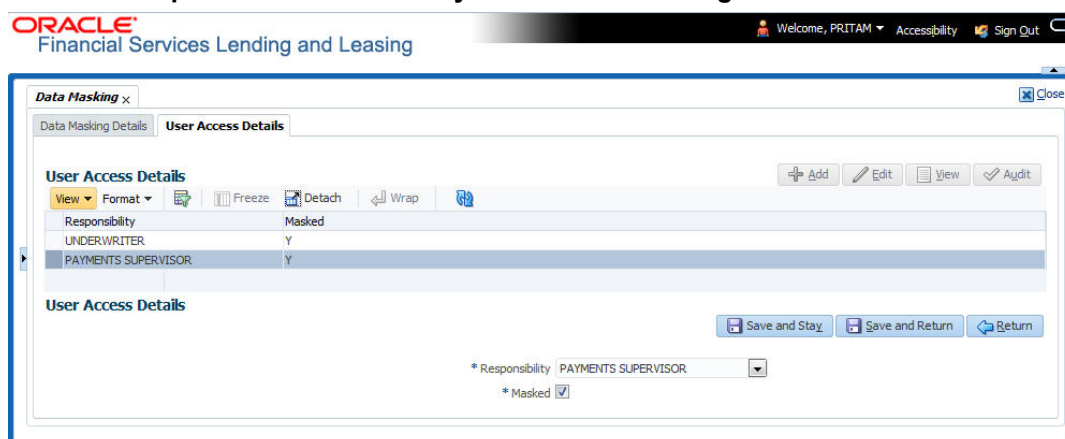 ORACLE
Financial Services Lending and Leasing
Welcome, PRITAM Accessibility Sign Out
Data Masking × Close
Data Masking Details User Access Details
User Access Details Add Edit View Audit
View Format Freeze Detach Wrap
Responsibility Masked
UNDERWRITER Y
PAYMENTS SUPERVISOR Y
User Access Details
Save and Stay Save and Return Return
* Responsibility PAYMENTS SUPERVISOR
* Masked